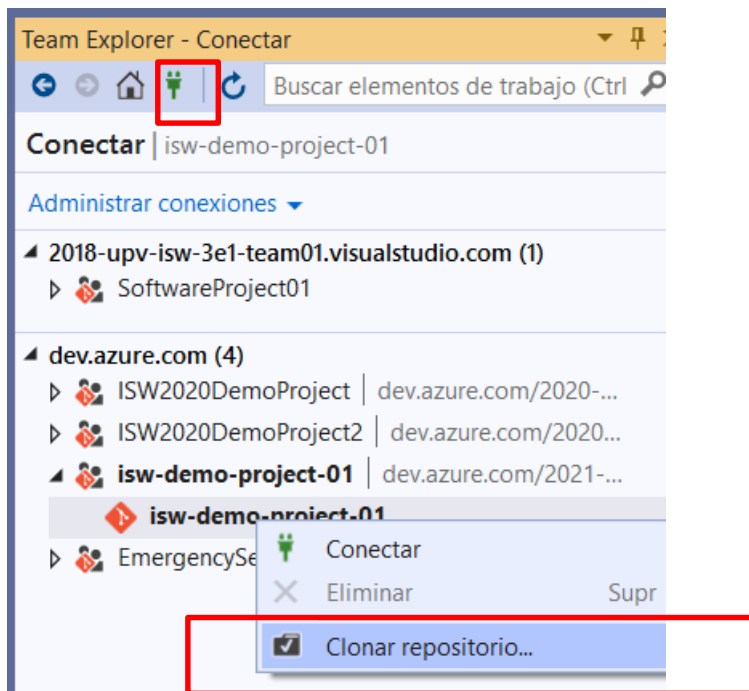 Team Explorer - Conectar
Buscar elementos de trabajo (Ctrl
Conectar | isw-demo-project-01
Administrar conexiones
2018-upv-isw-3e1-team01.visualstudio.com (1)
SoftwareProject01
dev.azure.com (4)
ISW2020DemoProject | dev.azure.com/2020-...
ISW2020DemoProject2 | dev.azure.com/2020...
isw-demo-project-01 | dev.azure.com/2021-...
isw-demo-project-01
Conectar
EmergencySe
Eliminar Supr
Clonar repositorio...